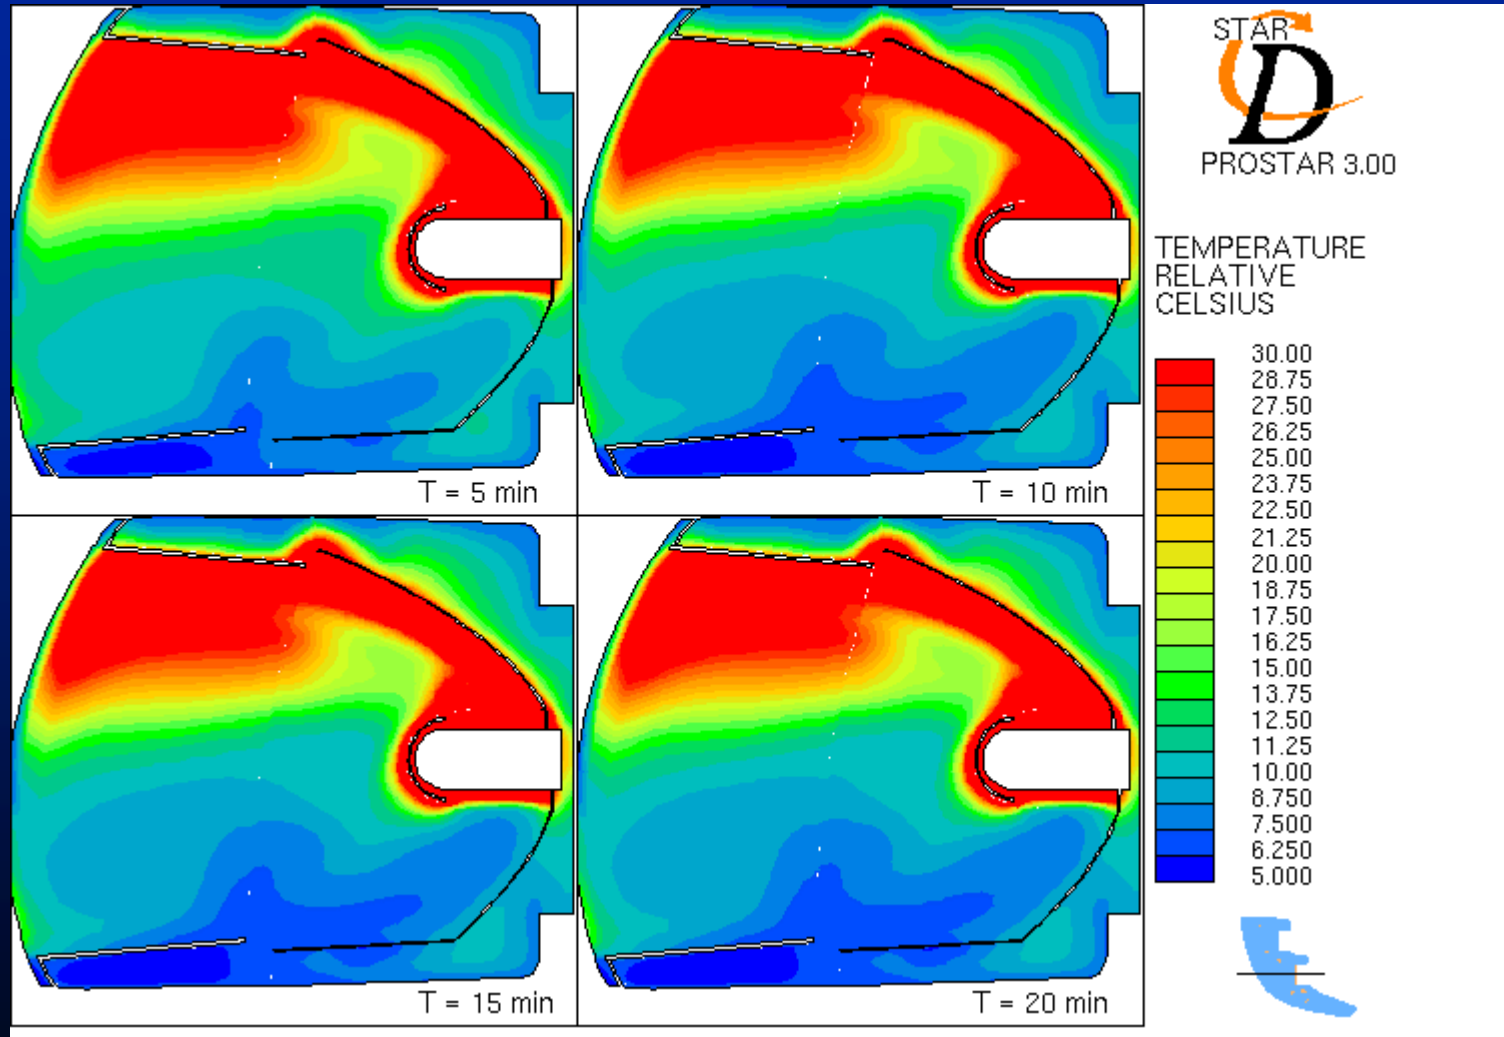 STAR
D
PROSTAR 3.00
TEMPERATURE
RELATIVE
CELSIUS
30.00
28.75
27.50
26.25
25.00
23.75
22.50
21.25
20.00
18.75
17.50
16.25
15.00
13.75
12.50
11.25
10.00
8.750
7.500
6.250
5.000
T = 5 min
T = 10 min
T = 15 min
T = 20 min